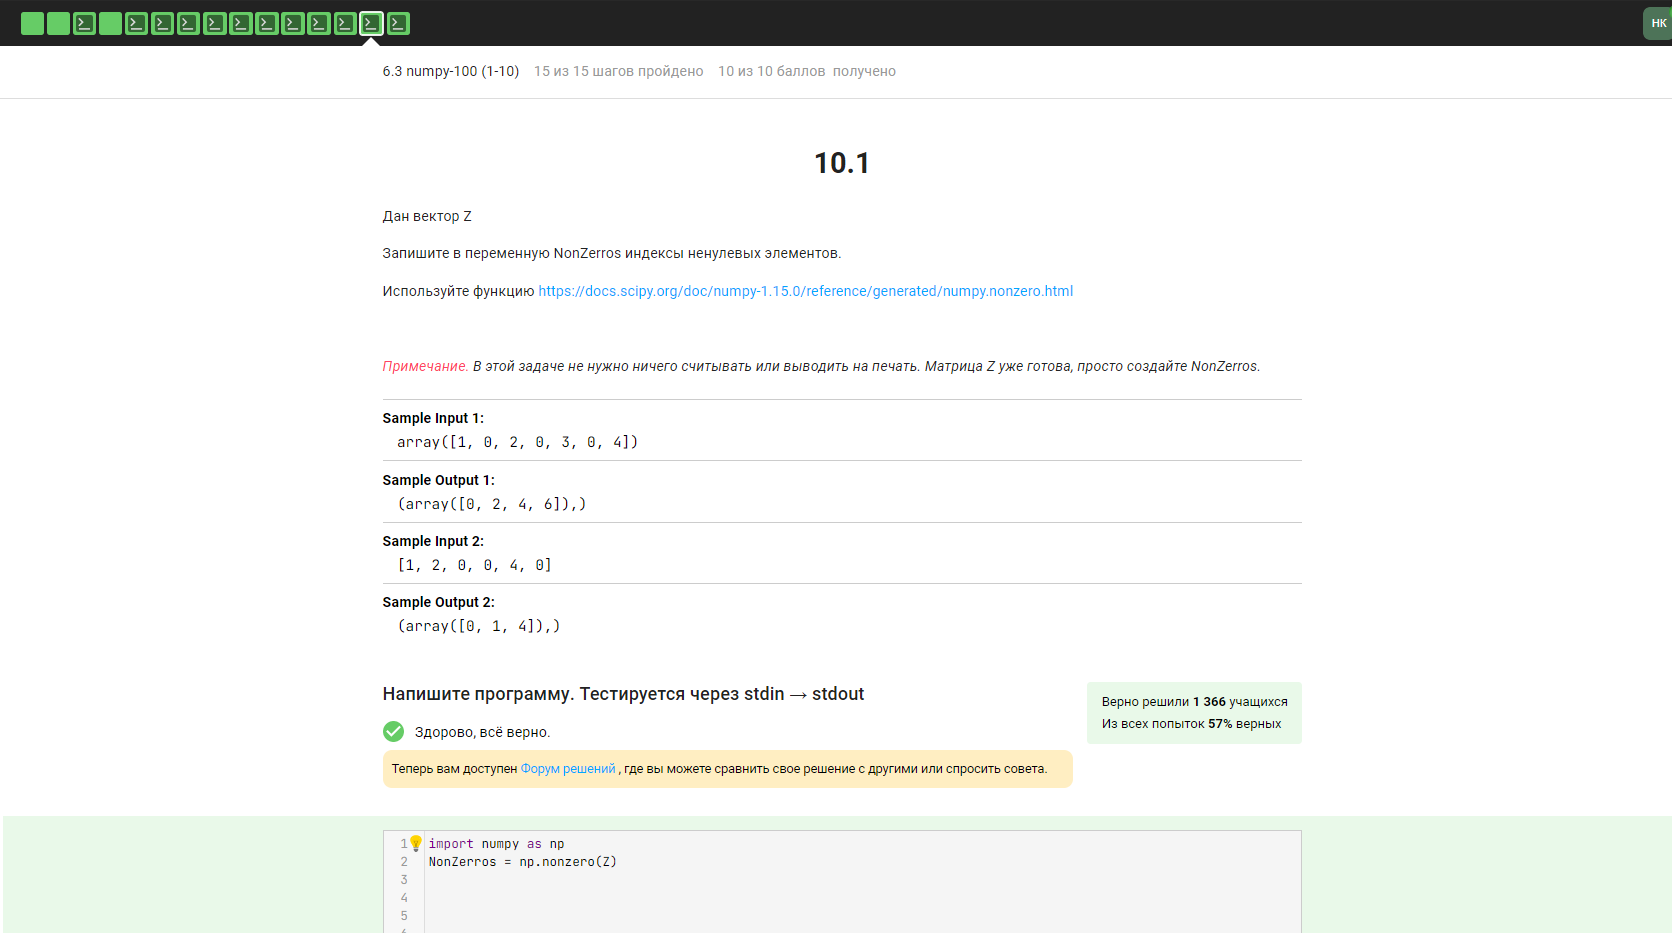 НК
6.3 numpy-100 (1-10) 15 из 15 шагов пройдено 10 из 10 баллов получено
10.1
Дан вектор Z
Запишите в переменную NonZerros индексы ненулевых элементов.
Используйте функцию https://docs.scipy.org/doc/numpy-1.15.0/reference/generated/numpy.nonzero.html
Примечание. В этой задаче не нужно ничего считывать или выводить на печать. Матрица Z уже готова, просто создайте NonZerros.
Sample Input 1:
array([1, 0, 2, 0, 3, 0, 4])
Sample Output 1:
(array([0, 2, 4, 6]),)
Sample Input 2:
[1, 2, 0, 0, 4, 0]
Sample Output 2:
(array([0, 1, 4]),)
Напишите программу. Тестируется через stdin → stdout
Верно решили 1 366 учащихся
Из всех попыток 57% верных
Здорово, всё верно.
Теперь вам доступен Форум решений , где вы можете сравнить свое решение с другими или спросить совета.
1 import numpy as np
2 NonZerros = np.nonzero(Z)
3
4
5